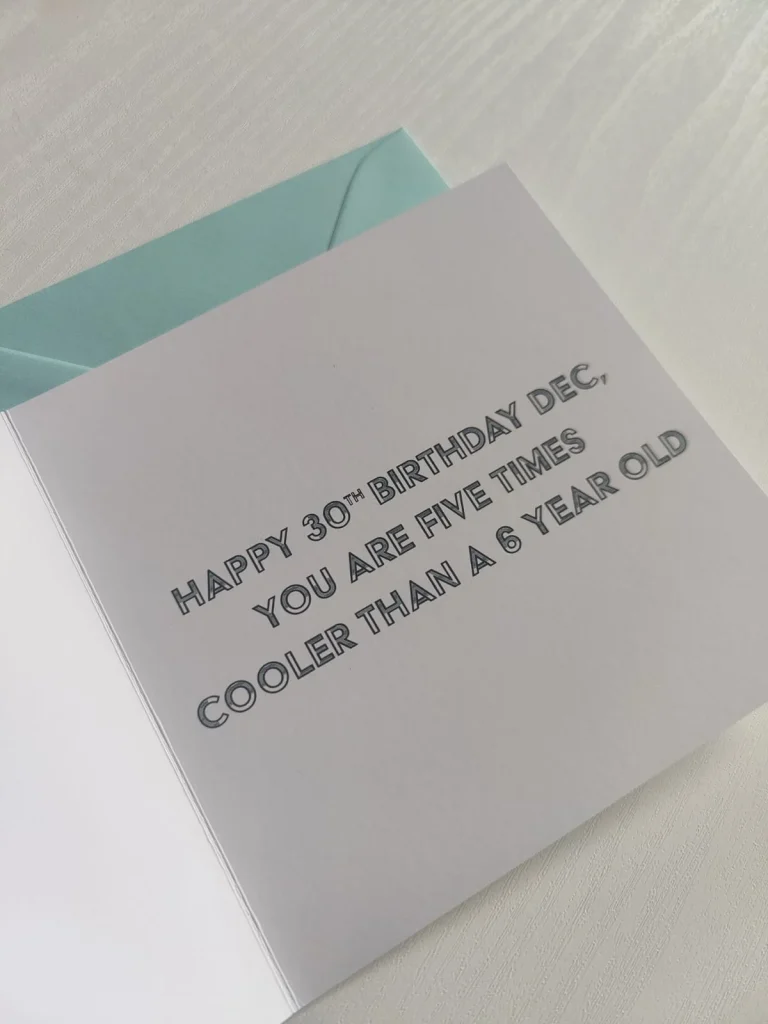 HAPPY 30TH BIRTHDAY DEC,
YOU ARE FIVE TIMES
COOLER THAN A 6 YEAR OLD